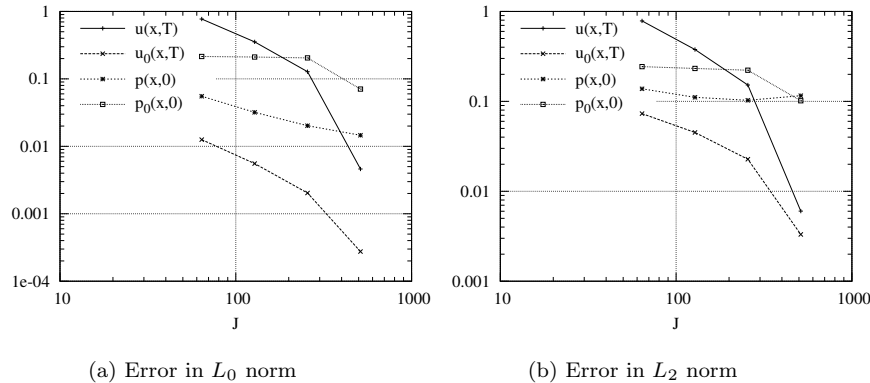 1
0.1
0.01
0.001
1e-04
10
100
1000
J
u(x,T)
u0(x,T)
p(x,0)
p0(x,0)
(a) Error in L0 norm
1
0.1
0.01
0.001
10
100
1000
J
u(x,T)
u0(x,T)
p(x,0)
p0(x,0)
(b) Error in L2 norm